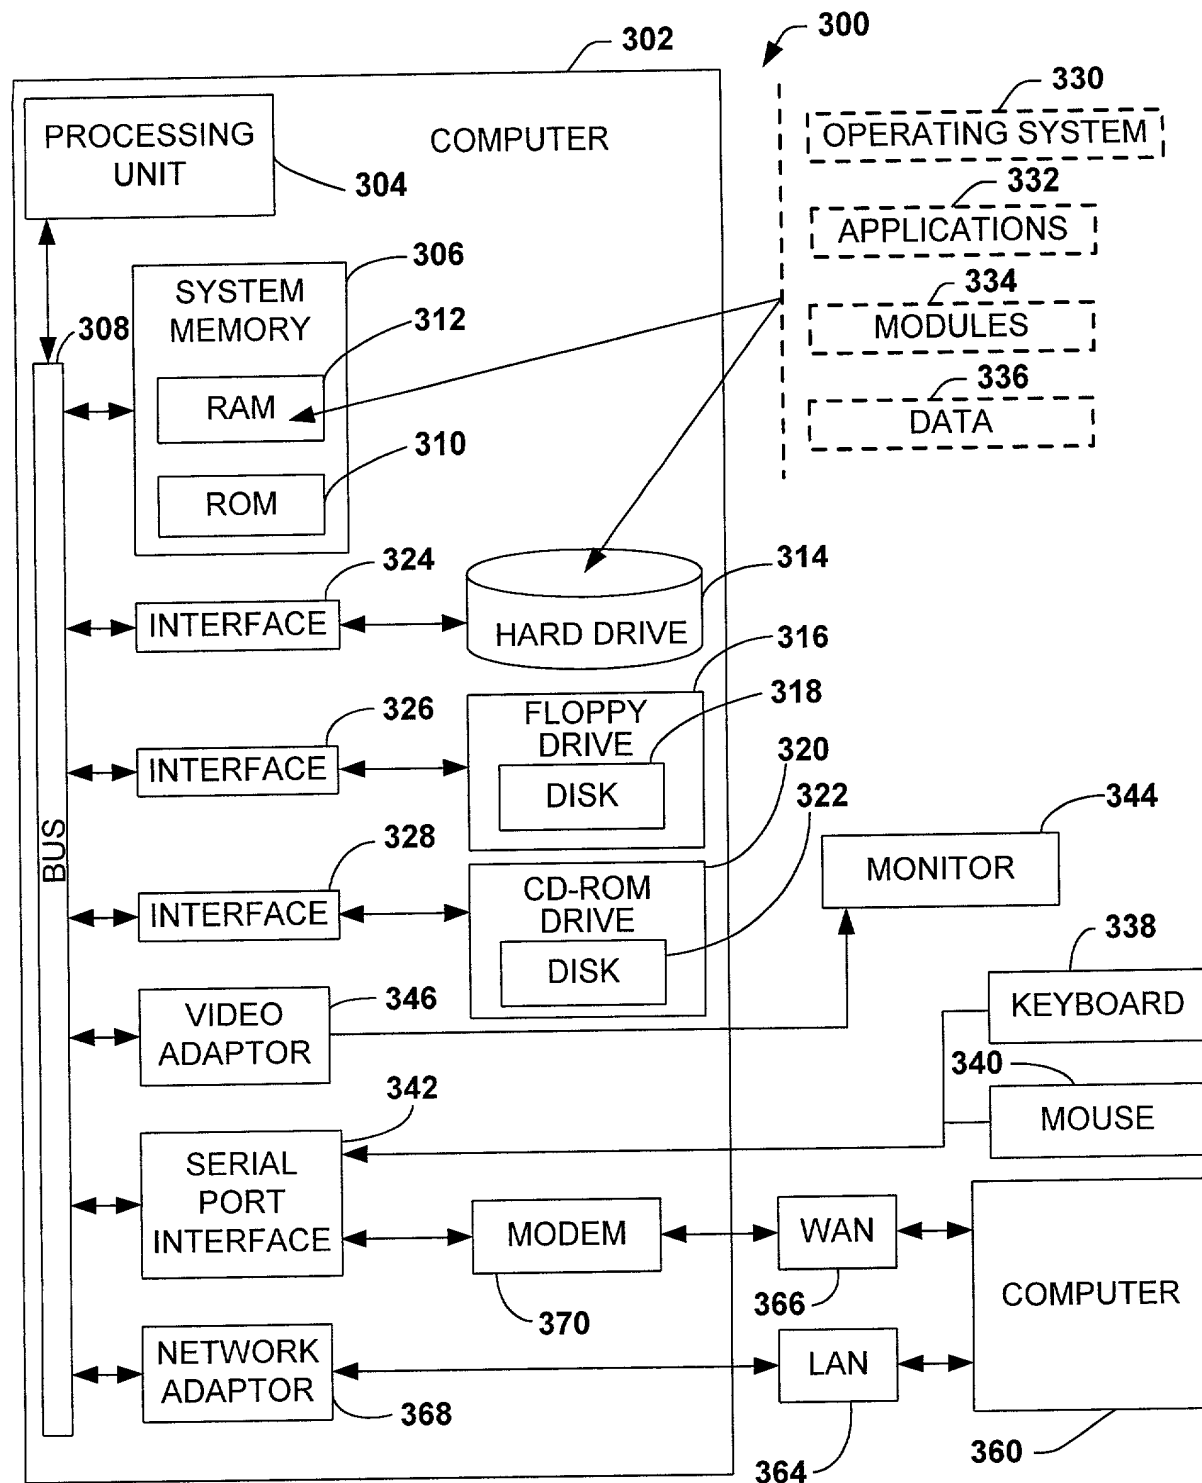 302
300
330
PROCESSING
UNIT
COMPUTER
OPERATING SYSTEM
304
332
APPLICATIONS
306
SYSTEM
MEMORY
334
308
312
MODULES
RAM
336
DATA
310
ROM
324
314
INTERFACE
HARD DRIVE
316
326
318
FLOPPY
DRIVE
320
INTERFACE
DISK
322
344
BUS
328
MONITOR
CD-ROM
DRIVE
INTERFACE
338
DISK
346
KEYBOARD
VIDEO
ADAPTOR
340
342
MOUSE
SERIAL
PORT
INTERFACE
MODEM
WAN
366
COMPUTER
370
NETWORK
ADAPTOR
LAN
368
364
360